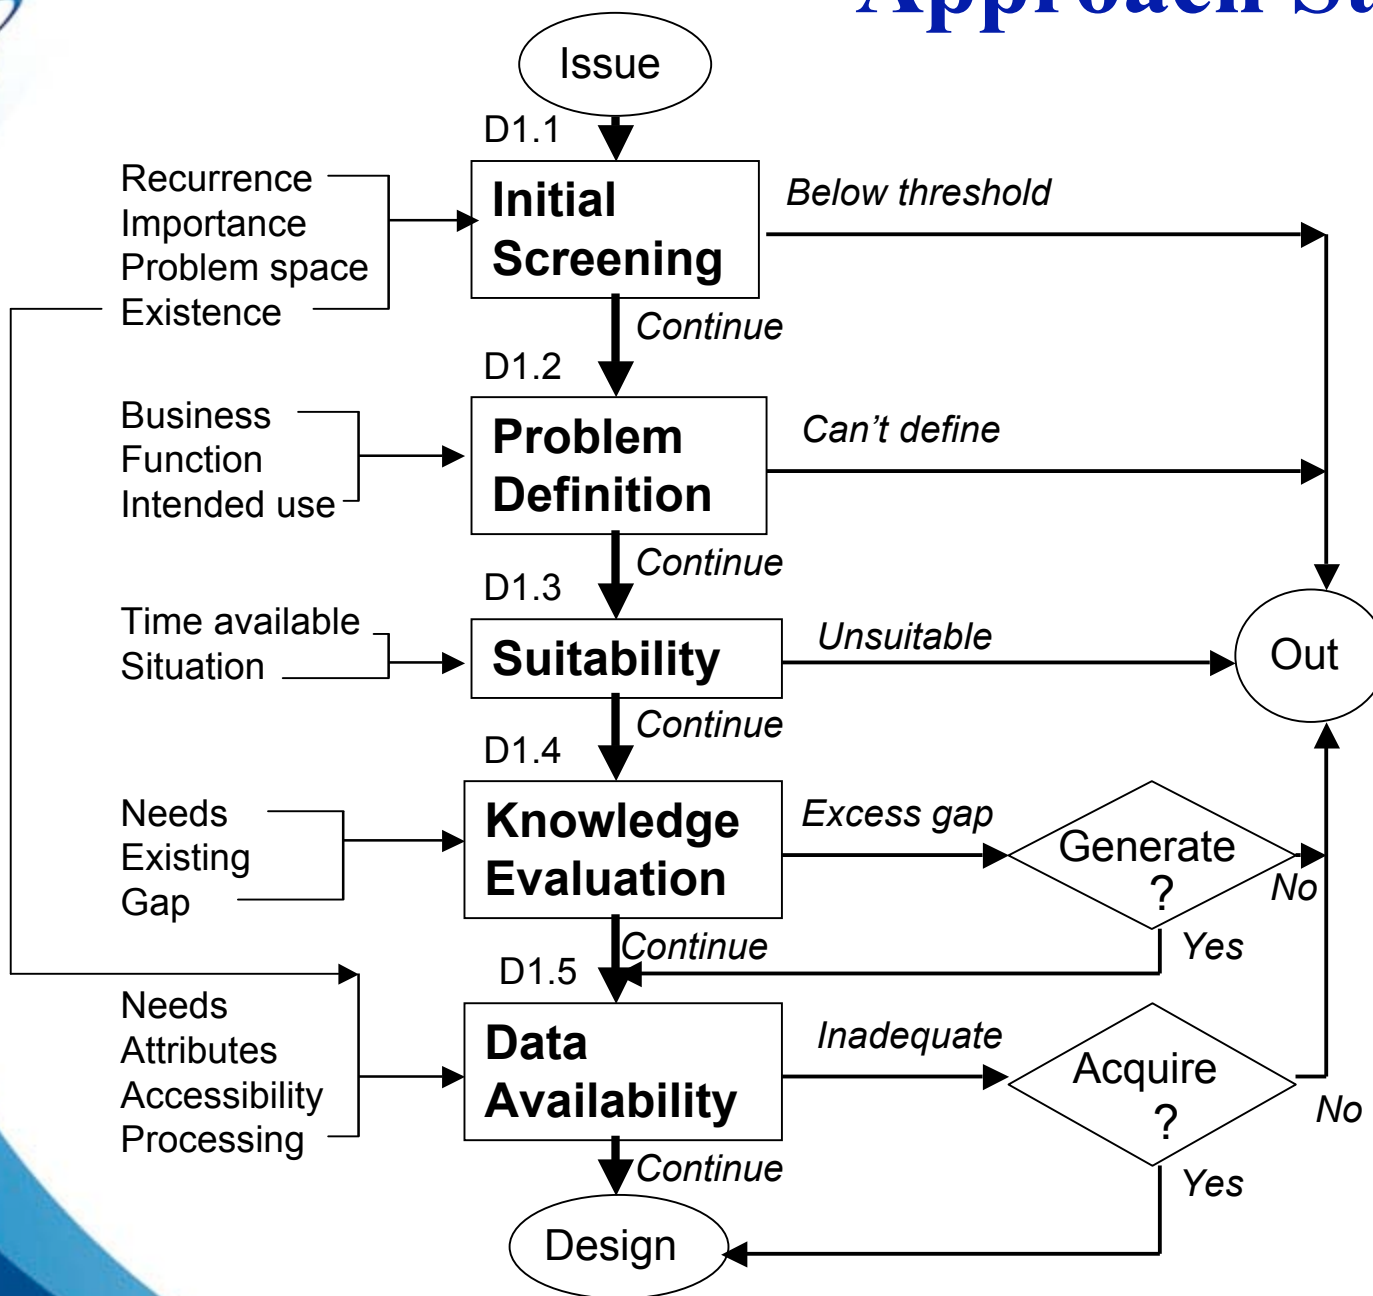 Approach
Issue
D1.1
Recurrence
Importance
Problem space
Existence
Initial
Screening
Below threshold
Continue
D1.2
Business
Function
Intended use
Problem
Definition
Can't define
Continue
D1.3
Time available
Situation
Suitability
Unsuitable
Out
Continue
D1.4
Needs
Existing
Gap
Knowledge
Evaluation
Excess gap
Generate
?
No
Yes
Continue
D1.5
Needs
Attributes
Accessibility
Processing
Data
Availability
Inadequate
Acquire
?
No
Yes
Continue
Design